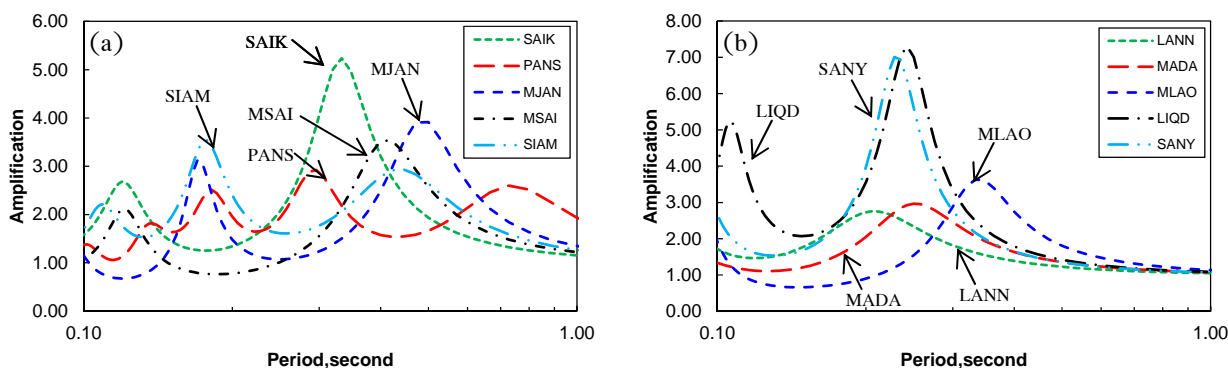 (a)
6.00
5.00
4.00
3.00
2.00
1.00
0.00
Amplification
0.10
1.00
Period,second
SAIK
MJAN
SIAM
MSAI
PANS
SAIK
PANS
MJAN
MSAI
SIAM
(b)
8.00
7.00
6.00
5.00
4.00
3.00
2.00
1.00
0.00
Amplification
0.10
1.00
Period,second
SANY
LIQD
MLAO
MADA
LANN
LANN
MADA
MLAO
LIQD
SANY